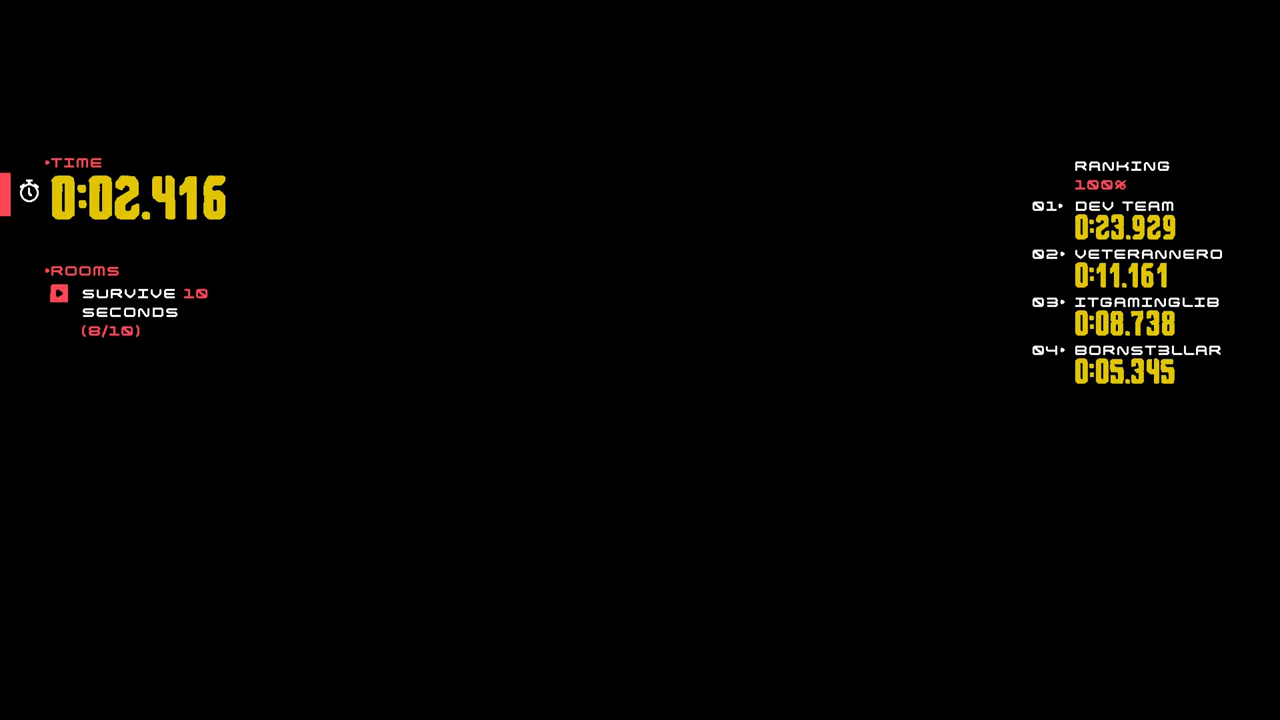 TIME
0:02.416
ROOMS
SURVIVE 10
SECONDS
(8/10)
RANKING
100%
01 DEV TEAM
0:23.929
02 VETERANNERO
0:11.161
03 ITGAMINGLIB
0:08.738
04 BORNST3LLAR
0:05.345